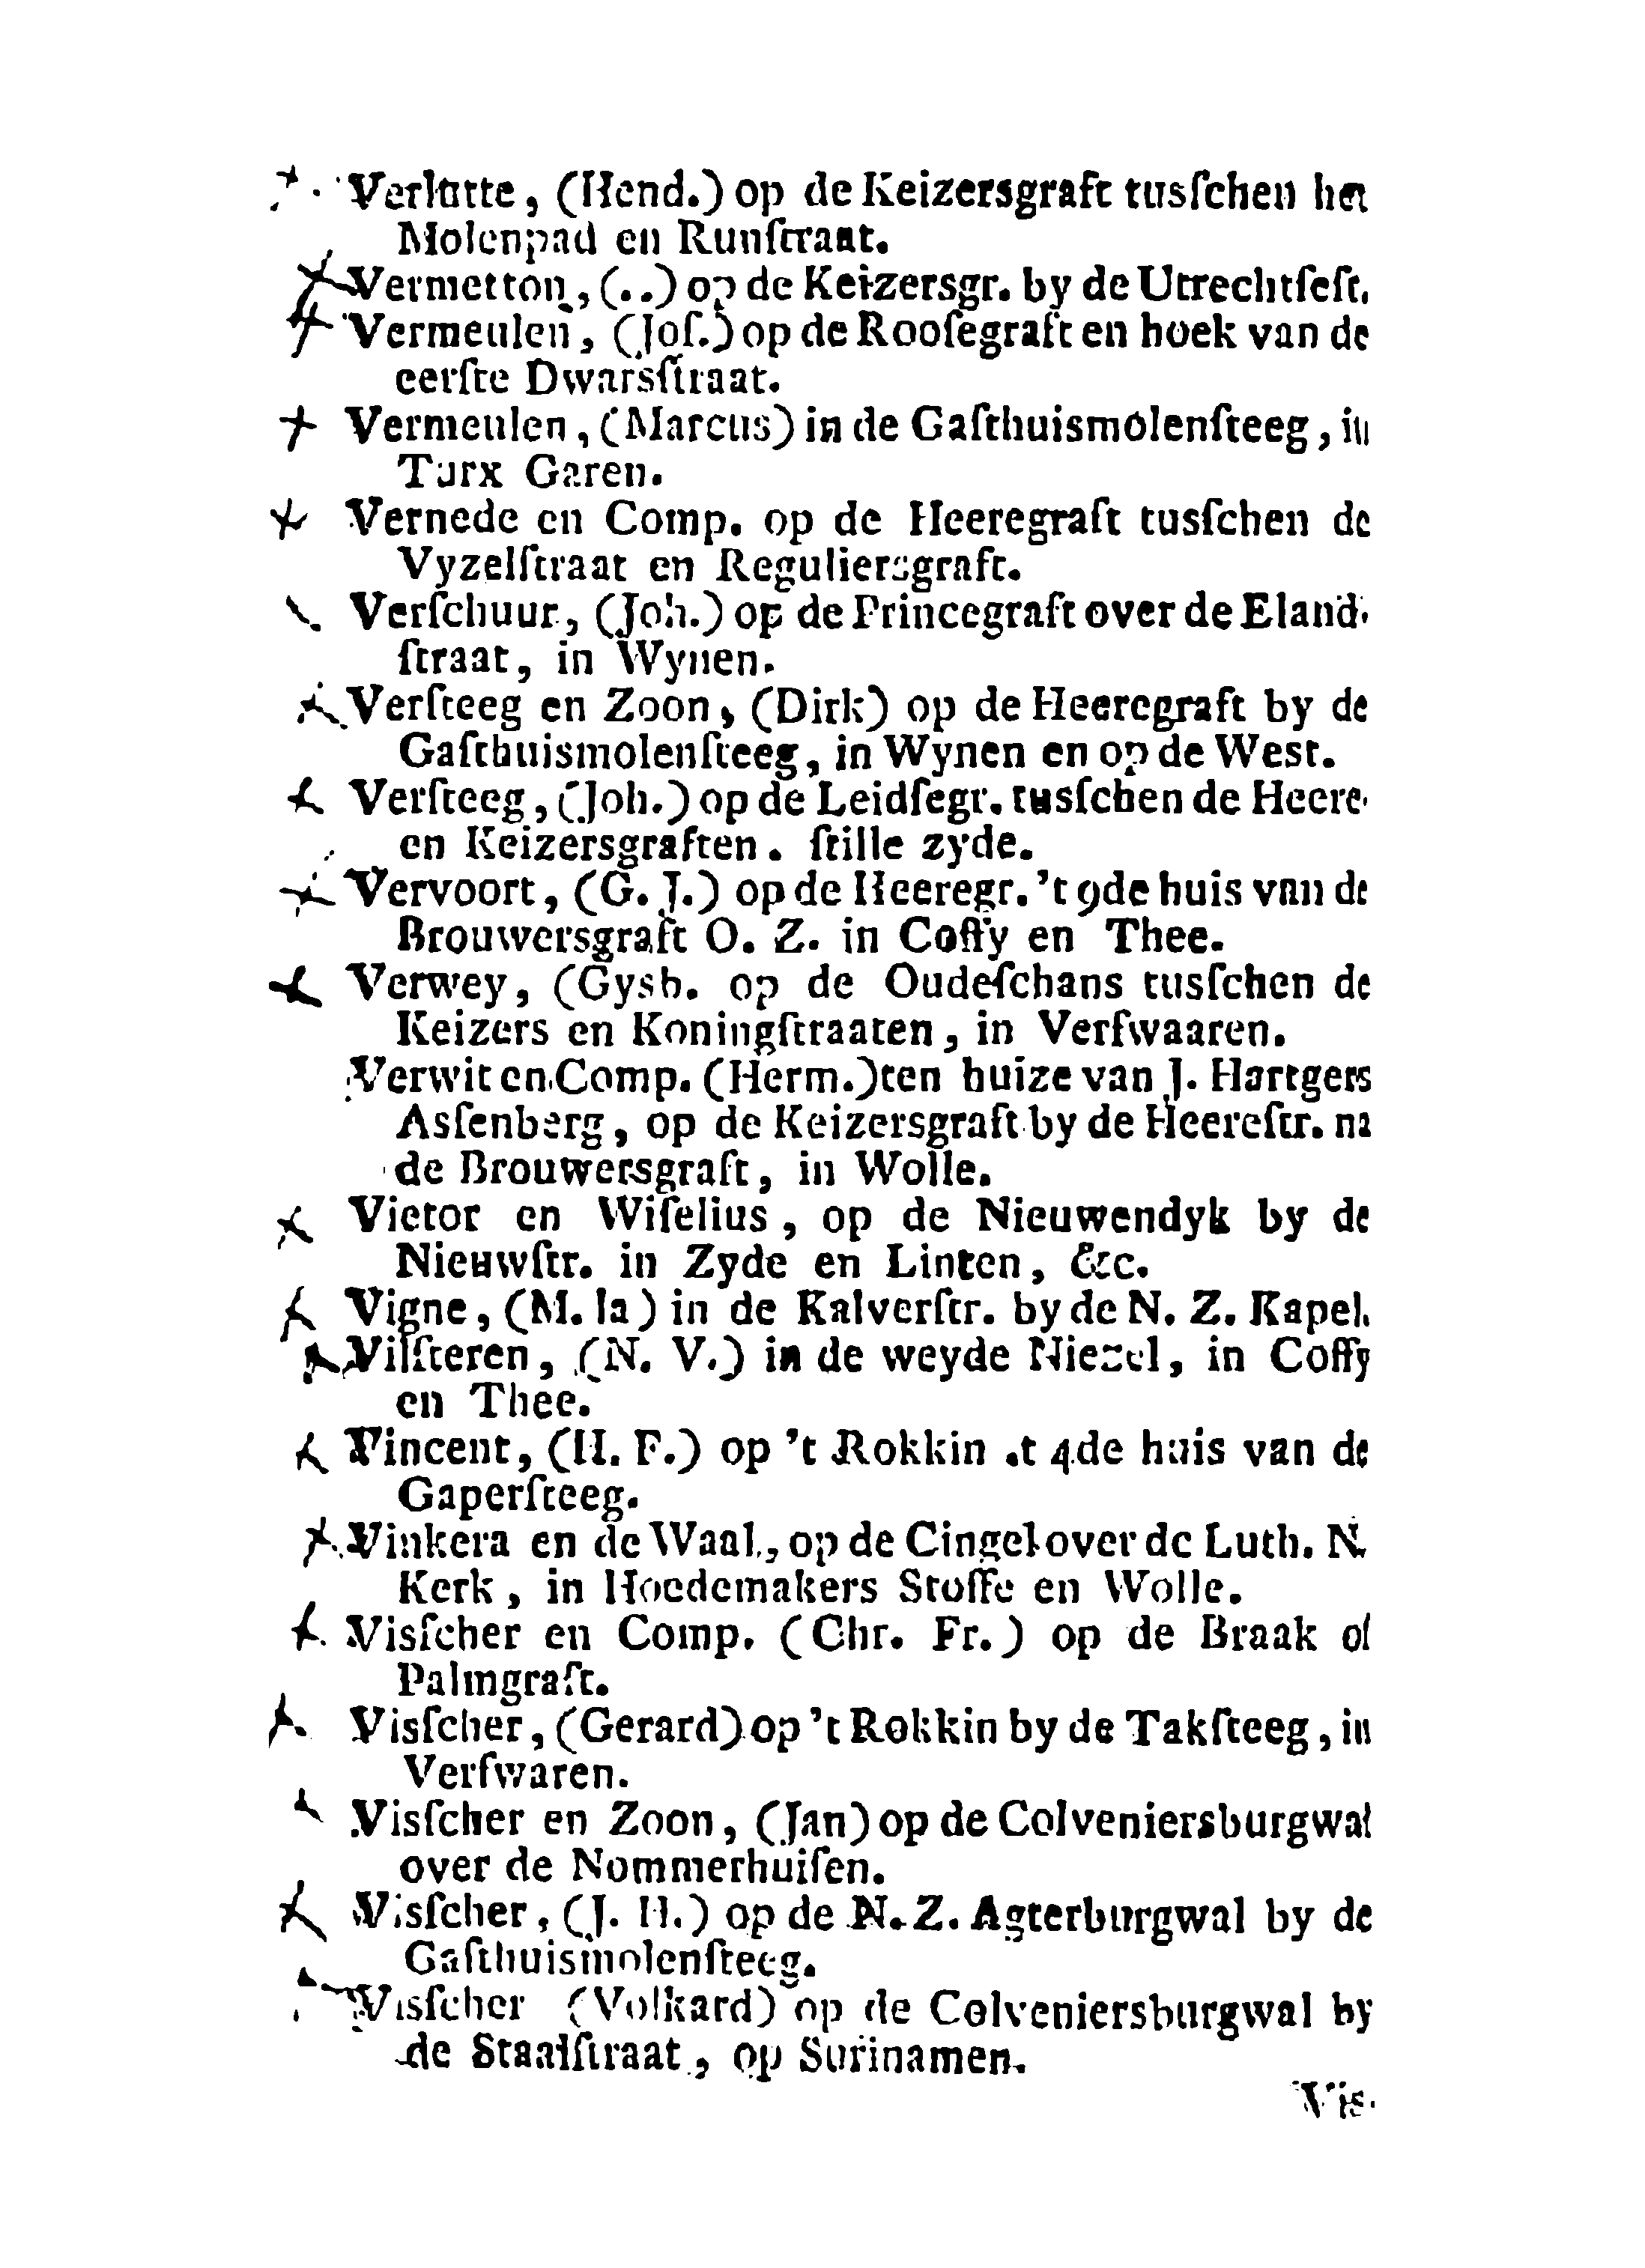 Verlutte, (Hend.) op de Keizersgraft tusſchen het
Molenpad en Runſtraat.
Vermetton, (..) op de Keizersgr. by de Utrechtſeſt.
Vermeulen, (Joſ.) op de Rooſegraft en hoek van de
eerſte Dwarsſtraat.
Vermeulen, (Marcus) in de Gaſthuismolenſteeg, in
Turx Garen.
Vernede en Comp. op de Heeregraft tusſchen de
Vyzelſtraat en Reguliersgraft.
Verſchuur, (Joh.) op de Princegraft over de Eland-
ſtraat, in Wynen.
Verſteeg en Zoon, (Dirk) op de Heeregraft by de
Gaſthuismolenſteeg, in Wynen en op de West.
Verſteeg, (Joh.) op de Leidſegr. tusſchen de Heere-
en Keizersgraften. ſtille zyde.
Vervoort, (G. J.) op de Heeregr. 't 9de huis van de
Brouwersgraft O. Z. in Coffy en Thee.
Verwey, (Gysb. op de Oudeſchans tusſchen de
Keizers en Koningſtraaten, in Verfwaaren.
Verwit en Comp. (Herm.) ten huize van J. Hartgers
Asſenberg, op de Keizersgraft by de Heereſtr. na
de Brouwersgraft, in Wolle.
Victor en Wiſelius, op de Nieuwendyk by de
Nieuwſtr. in Zyde en Linten, &c.
Vigne, (M. la) in de Kalverſtr. by de N. Z. Kapel.
Vilſteren, (N. V.) in de weyde Niezel, in Coffy
en Thee.
Vincent, (H. F.) op 't Rokkin .t 4de huis van de
Gaperſteeg.
Vinkera en de Waal, op de Cingel over de Luth. N.
Kerk, in Hoedemakers Stoffe en Wolle.
Visſcher en Comp. (Chr. Fr.) op de Braak of
Palmgraft.
Visſcher, (Gerard) op 't Rokkin by de Takſteeg, in
Verfwaren.
Visſcher en Zoon, (Jan) op de Colveniersburgwal
over de Nommerhuiſen.
Visſcher, (J. H.) op de N. Z. Agterburgwal by de
Gaſthuismolenſteeg.
Visſcher (Volkard) op de Colveniersburgwal by
de Staalſtraat, op Surinamen.
Vis-